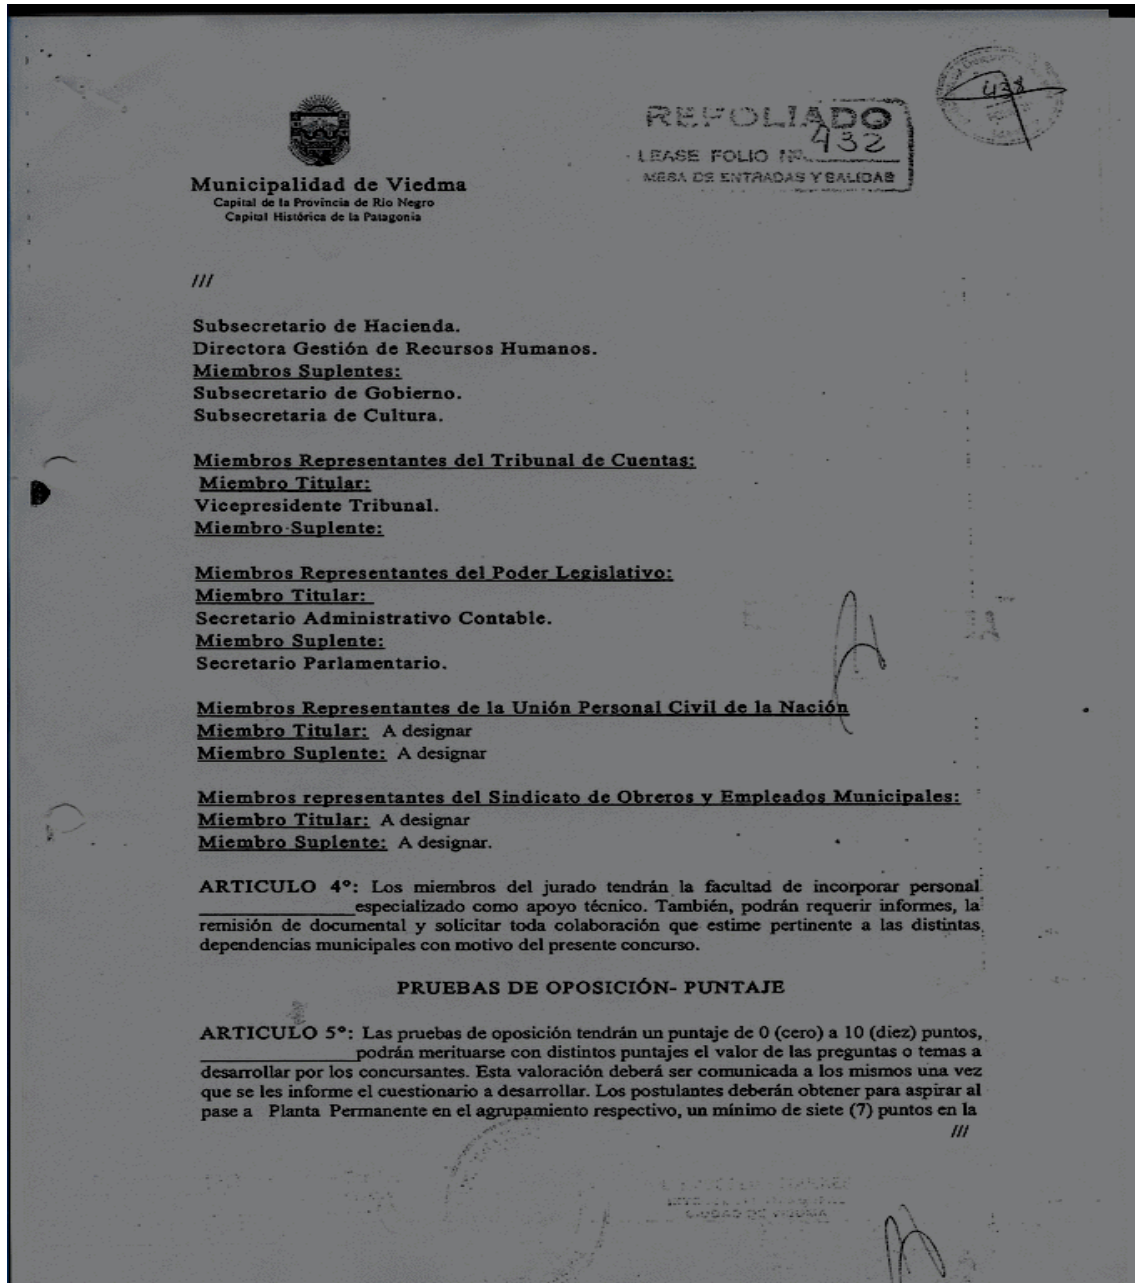 438
REFOLIADO
432
LEASE FOLIO Nº
MESA DE ENTRADAS Y SALIDAS
Municipalidad de Viedma
Capital de la Provincia de Río Negro
Capital Histórica de la Patagonia
///
Subsecretario de Hacienda.
Directora Gestión de Recursos Humanos.
Miembros Suplentes:
Subsecretario de Gobierno.
Subsecretaria de Cultura.
Miembros Representantes del Tribunal de Cuentas:
Miembro Titular:
Vicepresidente Tribunal.
Miembro Suplente:
Miembros Representantes del Poder Legislativo:
Miembro Titular:
Secretario Administrativo Contable.
Miembro Suplente:
Secretario Parlamentario.
Miembros Representantes de la Unión Personal Civil de la Nación
Miembro Titular: A designar
Miembro Suplente: A designar
Miembros representantes del Sindicato de Obreros y Empleados Municipales:
Miembro Titular: A designar
Miembro Suplente: A designar.
ARTICULO 4º: Los miembros del jurado tendrán la facultad de incorporar personal
especializado como apoyo técnico. También, podrán requerir informes, la
remisión de documental y solicitar toda colaboración que estime pertinente a las distintas
dependencias municipales con motivo del presente concurso.
PRUEBAS DE OPOSICIÓN- PUNTAJE
ARTICULO 5º: Las pruebas de oposición tendrán un puntaje de 0 (cero) a 10 (diez) puntos,
podrán merituarse con distintos puntajes el valor de las preguntas o temas a
desarrollar por los concursantes. Esta valoración deberá ser comunicada a los mismos una vez
que se les informe el cuestionario a desarrollar. Los postulantes deberán obtener para aspirar al
pase a Planta Permanente en el agrupamiento respectivo, un mínimo de siete (7) puntos en la
///
CIUDAD DE VIEDMA